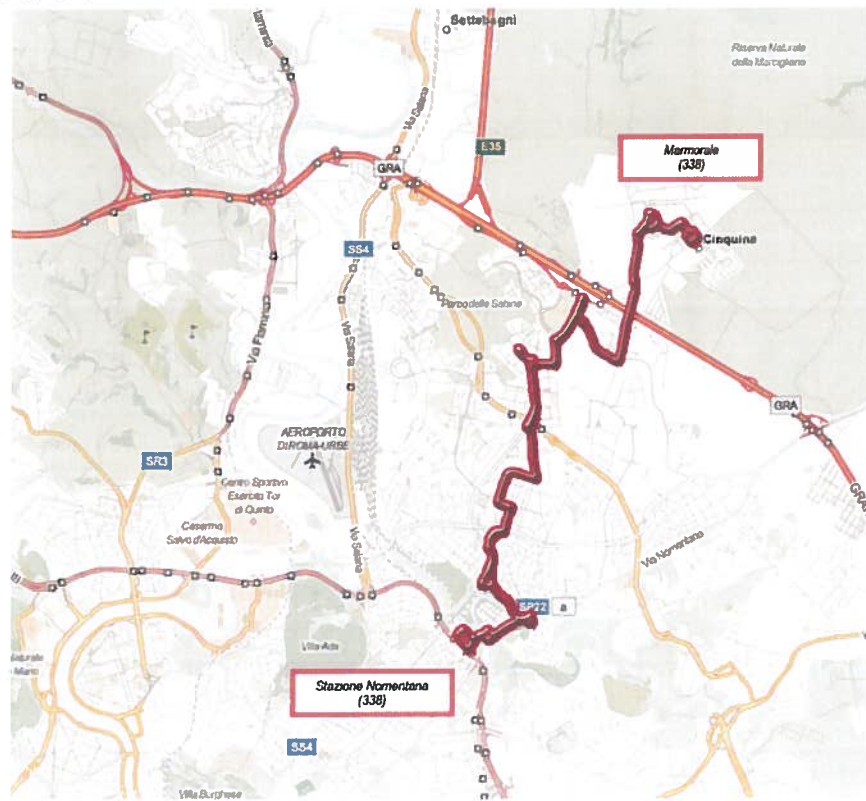 Settebagni
Riserva Naturale
della Marcigliana
Via Salaria
E35
Marmorale
(338)
GRA
Cinquina
SS4
Parco delle Sabine
Via Salaria
Via Flaminia
AEROPORTO
DI ROMA-URBE
GRA
SR3
Centro Sportivo
Esercito Tor
di Quinto
Caserma
Salvo d'Acquisto
Via Salaria
Via Nomentana
SP22
a
Villa Ada
Stazione Nomentana
(338)
SS4
Villa Borghese